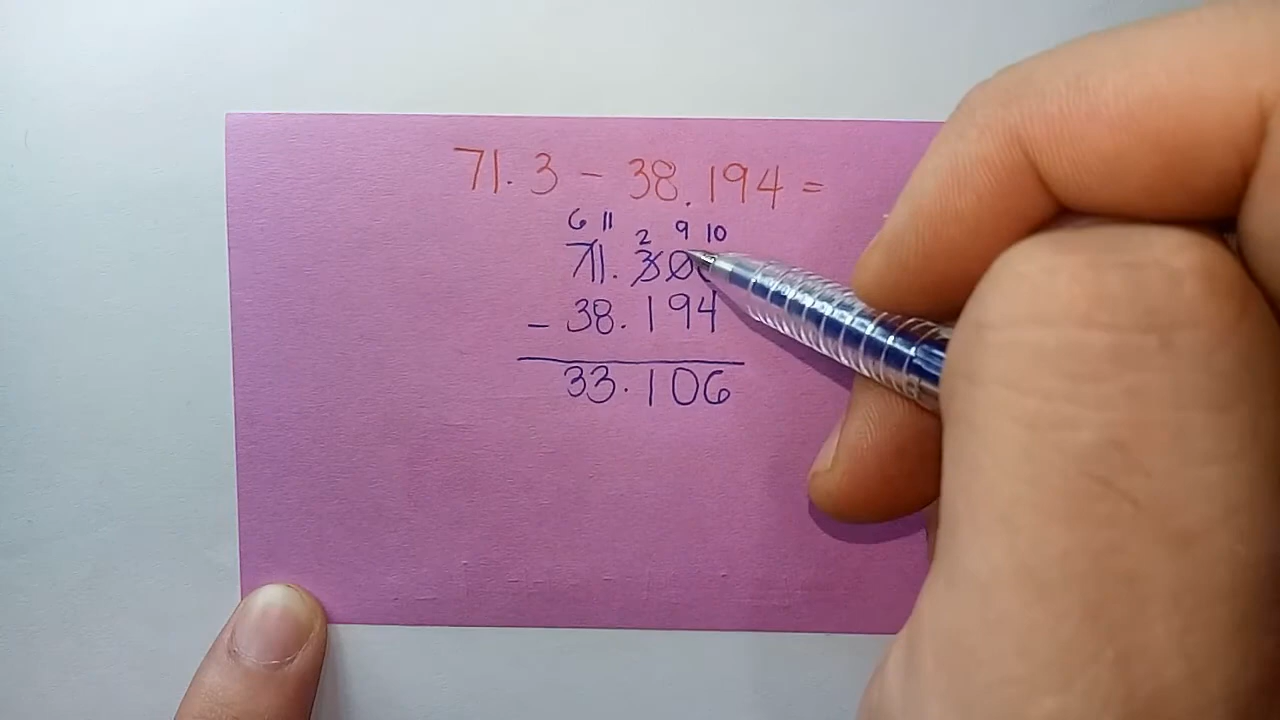 71.3 - 38.194 =
6 11 2 9 10
71.300
- 38.194
33.106